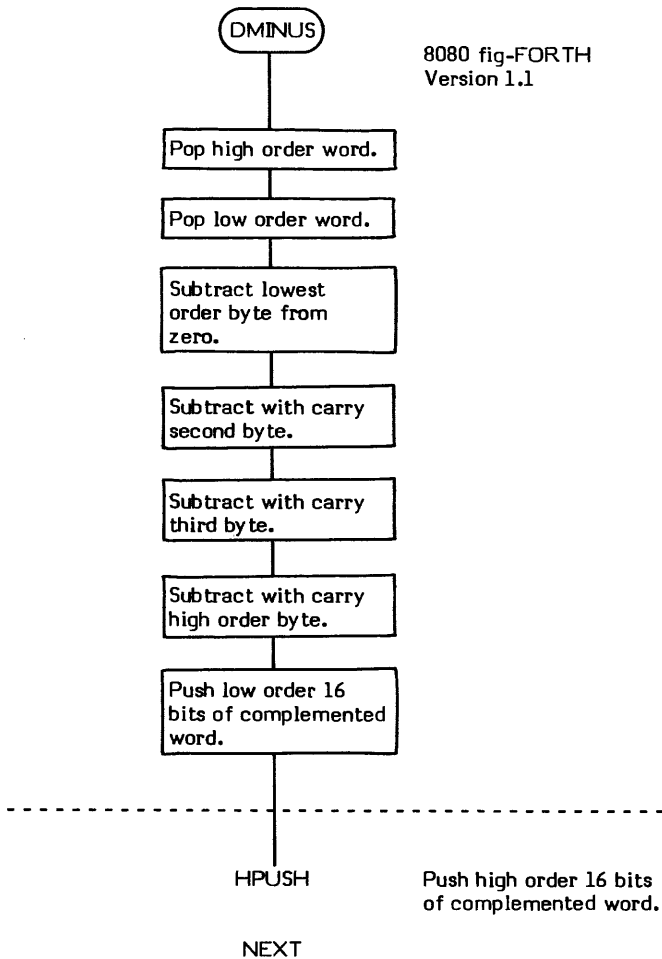 DMINUS
8080 fig-FORTH
Version 1.1
Pop high order word.
Pop low order word.
Subtract lowest
order byte from
zero.
Subtract with carry
second byte.
Subtract with carry
third byte.
Subtract with carry
high order byte.
Push low order 16
bits of complemented
word.
HPUSH
Push high order 16 bits
of complemented word.
NEXT